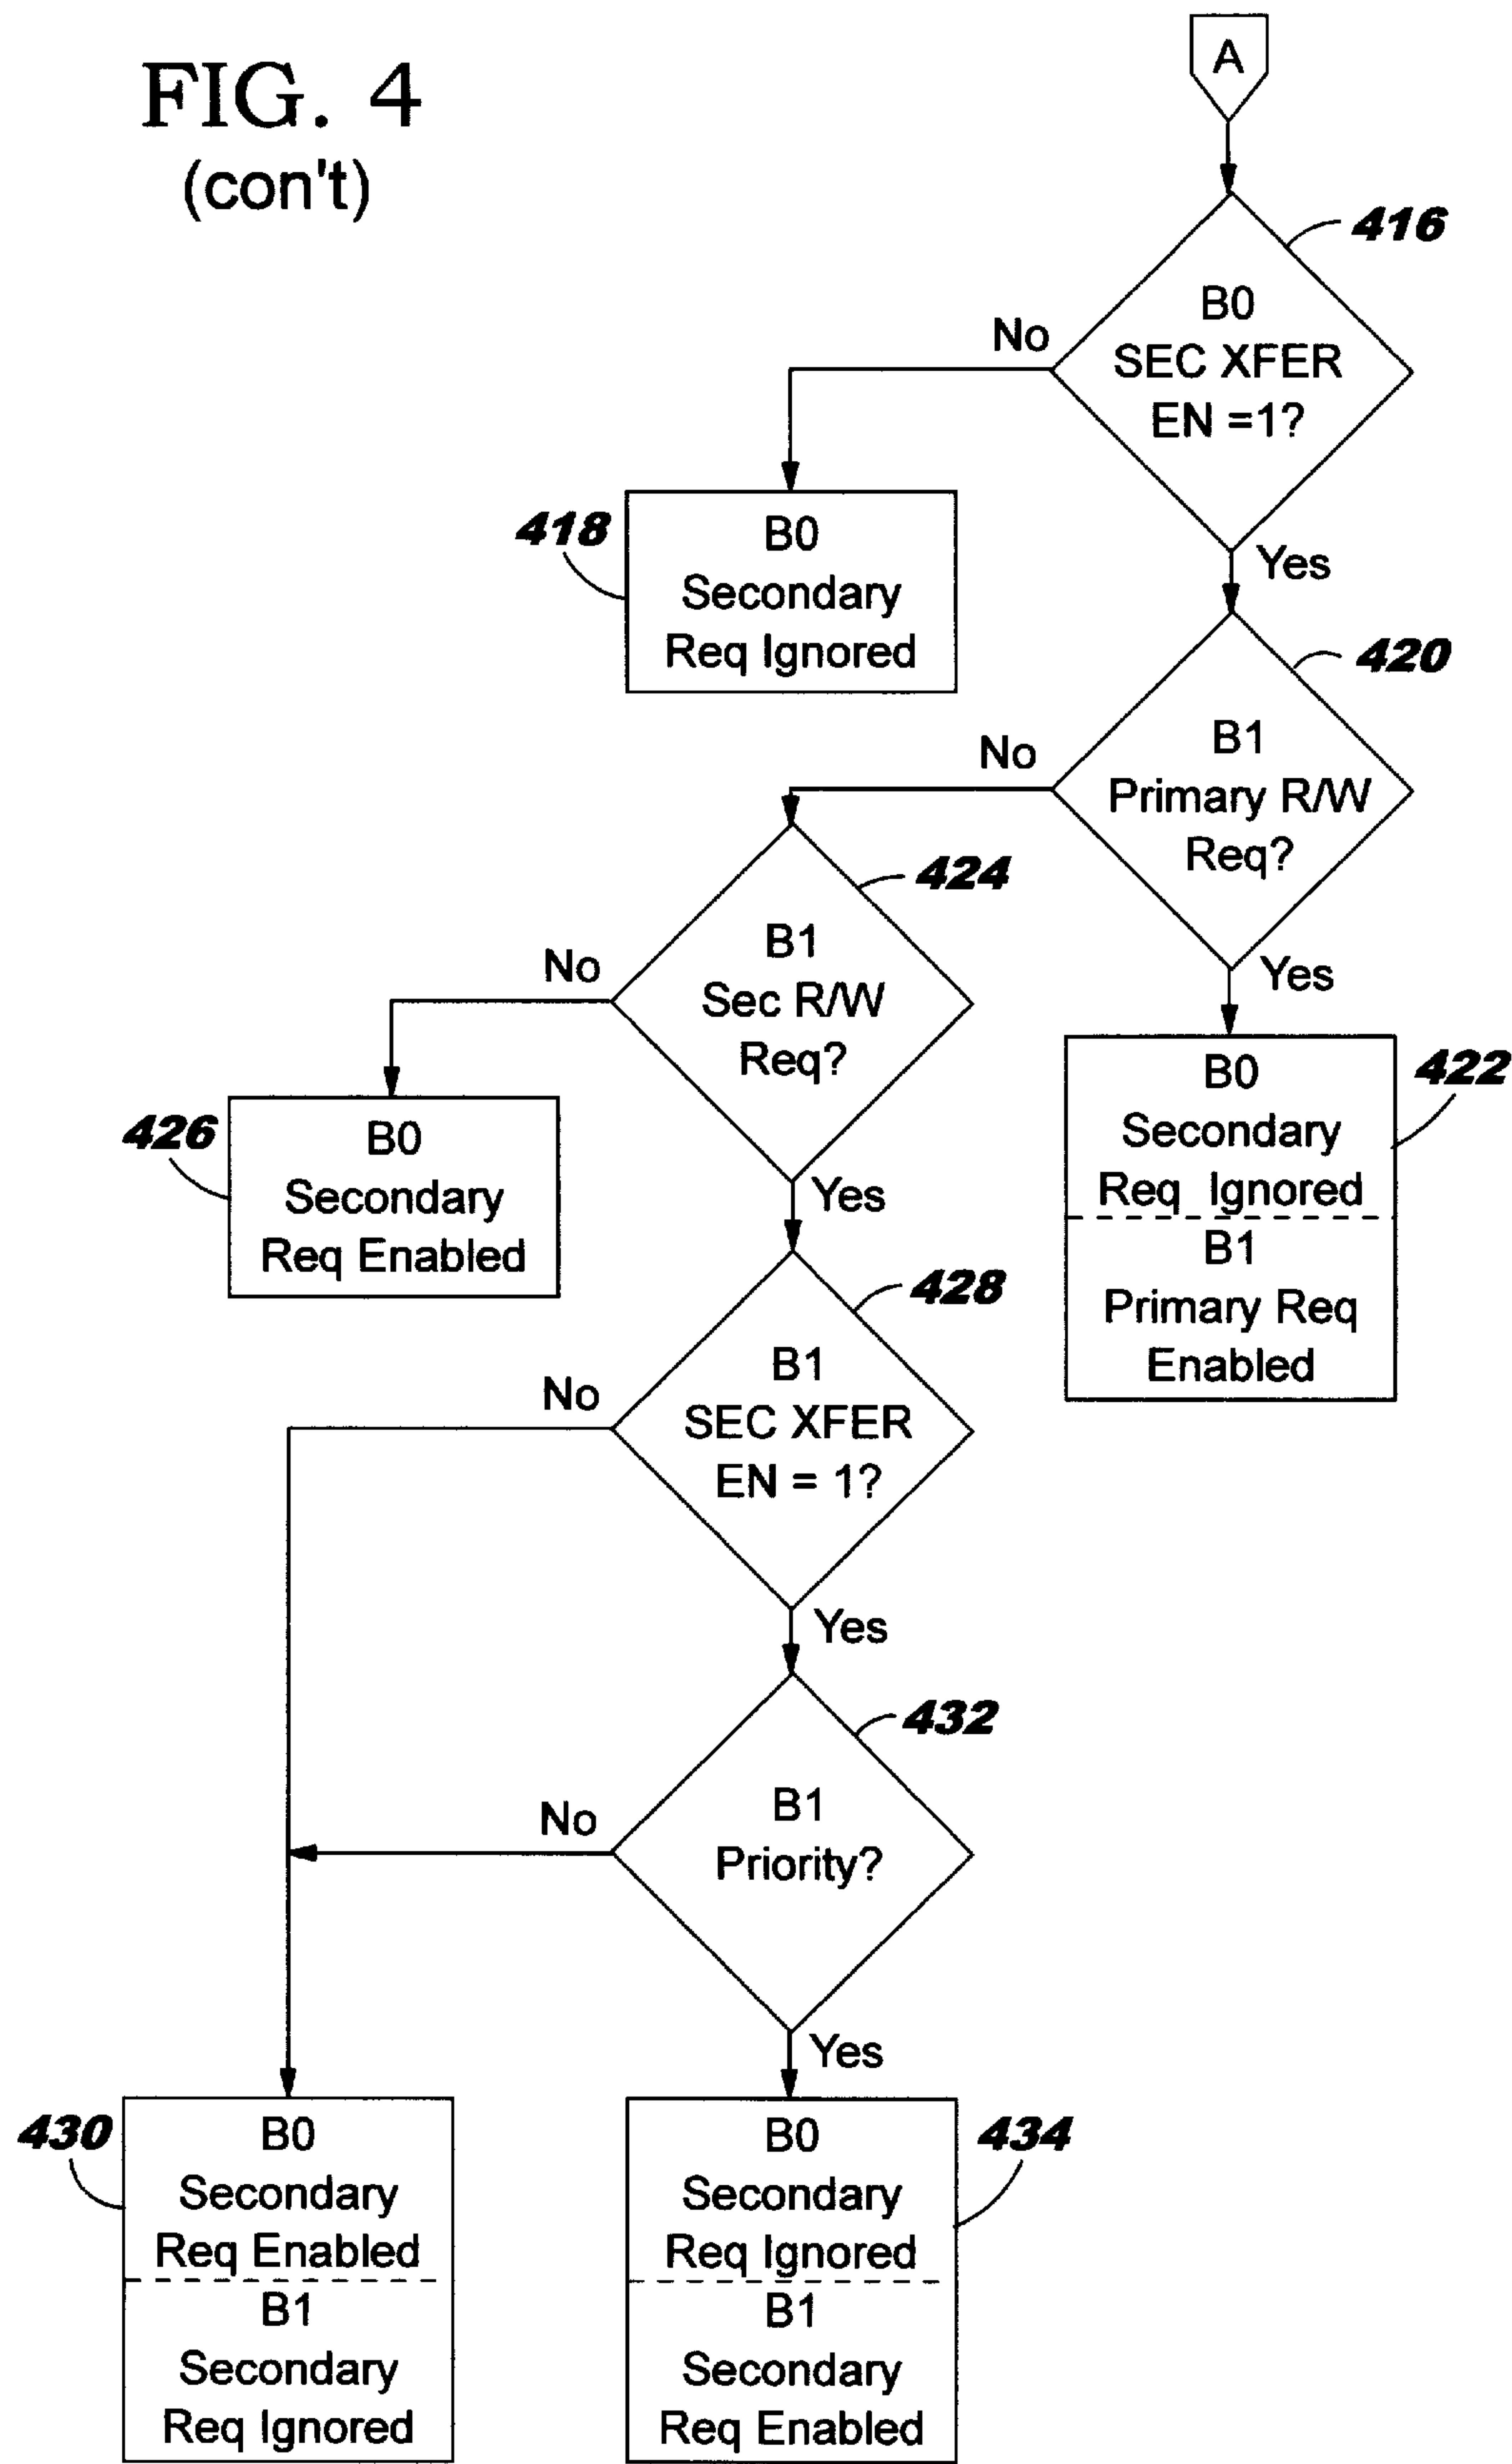 FIG. 4
(con't)
A
416
B0
SEC XFER
EN =1?
No
Yes
418
B0
Secondary
Req Ignored
420
B1
Primary R/W
Req?
No
Yes
424
B1
Sec R/W
Req?
No
Yes
422
B0
Secondary
Req Ignored
B1
Primary Req
Enabled
426
B0
Secondary
Req Enabled
428
B1
SEC XFER
EN = 1?
No
Yes
432
B1
Priority?
No
Yes
430
B0
Secondary
Req Enabled
B1
Secondary
Req Ignored
434
B0
Secondary
Req Ignored
B1
Secondary
Req Enabled